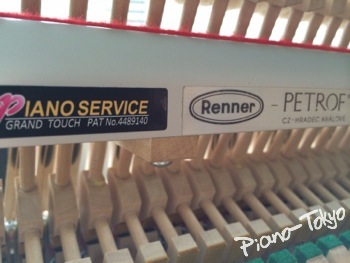 PIANO SERVICE
GRAND TOUCH PAT No.4489140
Renner
-PETROF
CZ-HRADEC KRÁLOVÉ
Piano-Tokyo